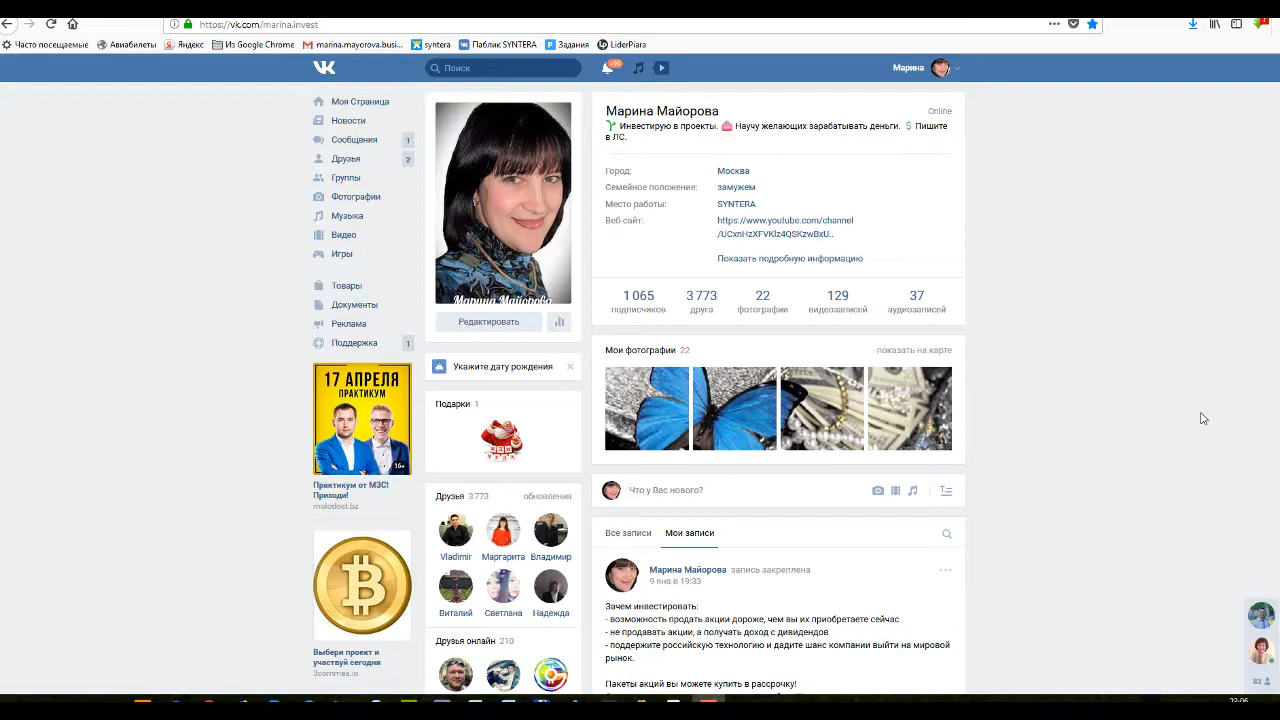 https://vk.com/marina.invest
Часто посещаемые Авиабилеты Яндекс Из Google Chrome marina.mayorova.busi... syntera Паблик SYNTERA Задания LiderPiara
Поиск
+99
Марина
Моя Страница
Новости
Сообщения 1
Друзья 2
Группы
Фотографии
Музыка
Видео
Игры
Товары
Документы
Реклама
Поддержка 1
17 АПРЕЛЯ
ПРАКТИКУМ
16+
Практикум от МЗС!
Приходи!
molodost.bz
Выбери проект и
участвуй сегодня
3commas.io
Марина Майорова
Редактировать
Укажите дату рождения
Подарки 1
Друзья 3 773 обновления
Vladimir Маргарита Владимир
Виталий Светлана Надежда
Друзья онлайн 210
Марина Майорова Online
Инвестирую в проекты. Научу желающих зарабатывать деньги. Пишите
в ЛС.
Город: Москва
Семейное положение: замужем
Место работы: SYNTERA
Веб-сайт: https://www.youtube.com/channel
/UCxnHzXFVKlz4QSKzwBxU..
Показать подробную информацию
1 065 3 773 22 129 37
подписчиков друга фотографии видеозаписей аудиозаписей
Мои фотографии 22 показать на карте
Что у Вас нового?
Все записи Мои записи
Марина Майорова запись закреплена
9 янв в 19:33
Зачем инвестировать:
- возможность продать акции дороже, чем вы их приобретаете сейчас
- не продавать акции, а получать доход с дивидендов
- поддержите российскую технологию и дадите шанс компании выйти на мировой
рынок.
Пакеты акций вы можете купить в рассрочку!
82